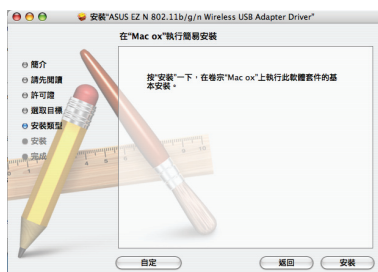 安裝"ASUS EZ N 802.11b/g/n Wireless USB Adapter Driver"
在"Mac ox"執行簡易安裝
簡介
請先閱讀
許可證
選取目標
安裝類型
安裝
完成
按"安裝"一下，在卷宗"Mac ox"上執行此軟體套件的基
本安裝。
自定
返回
安裝